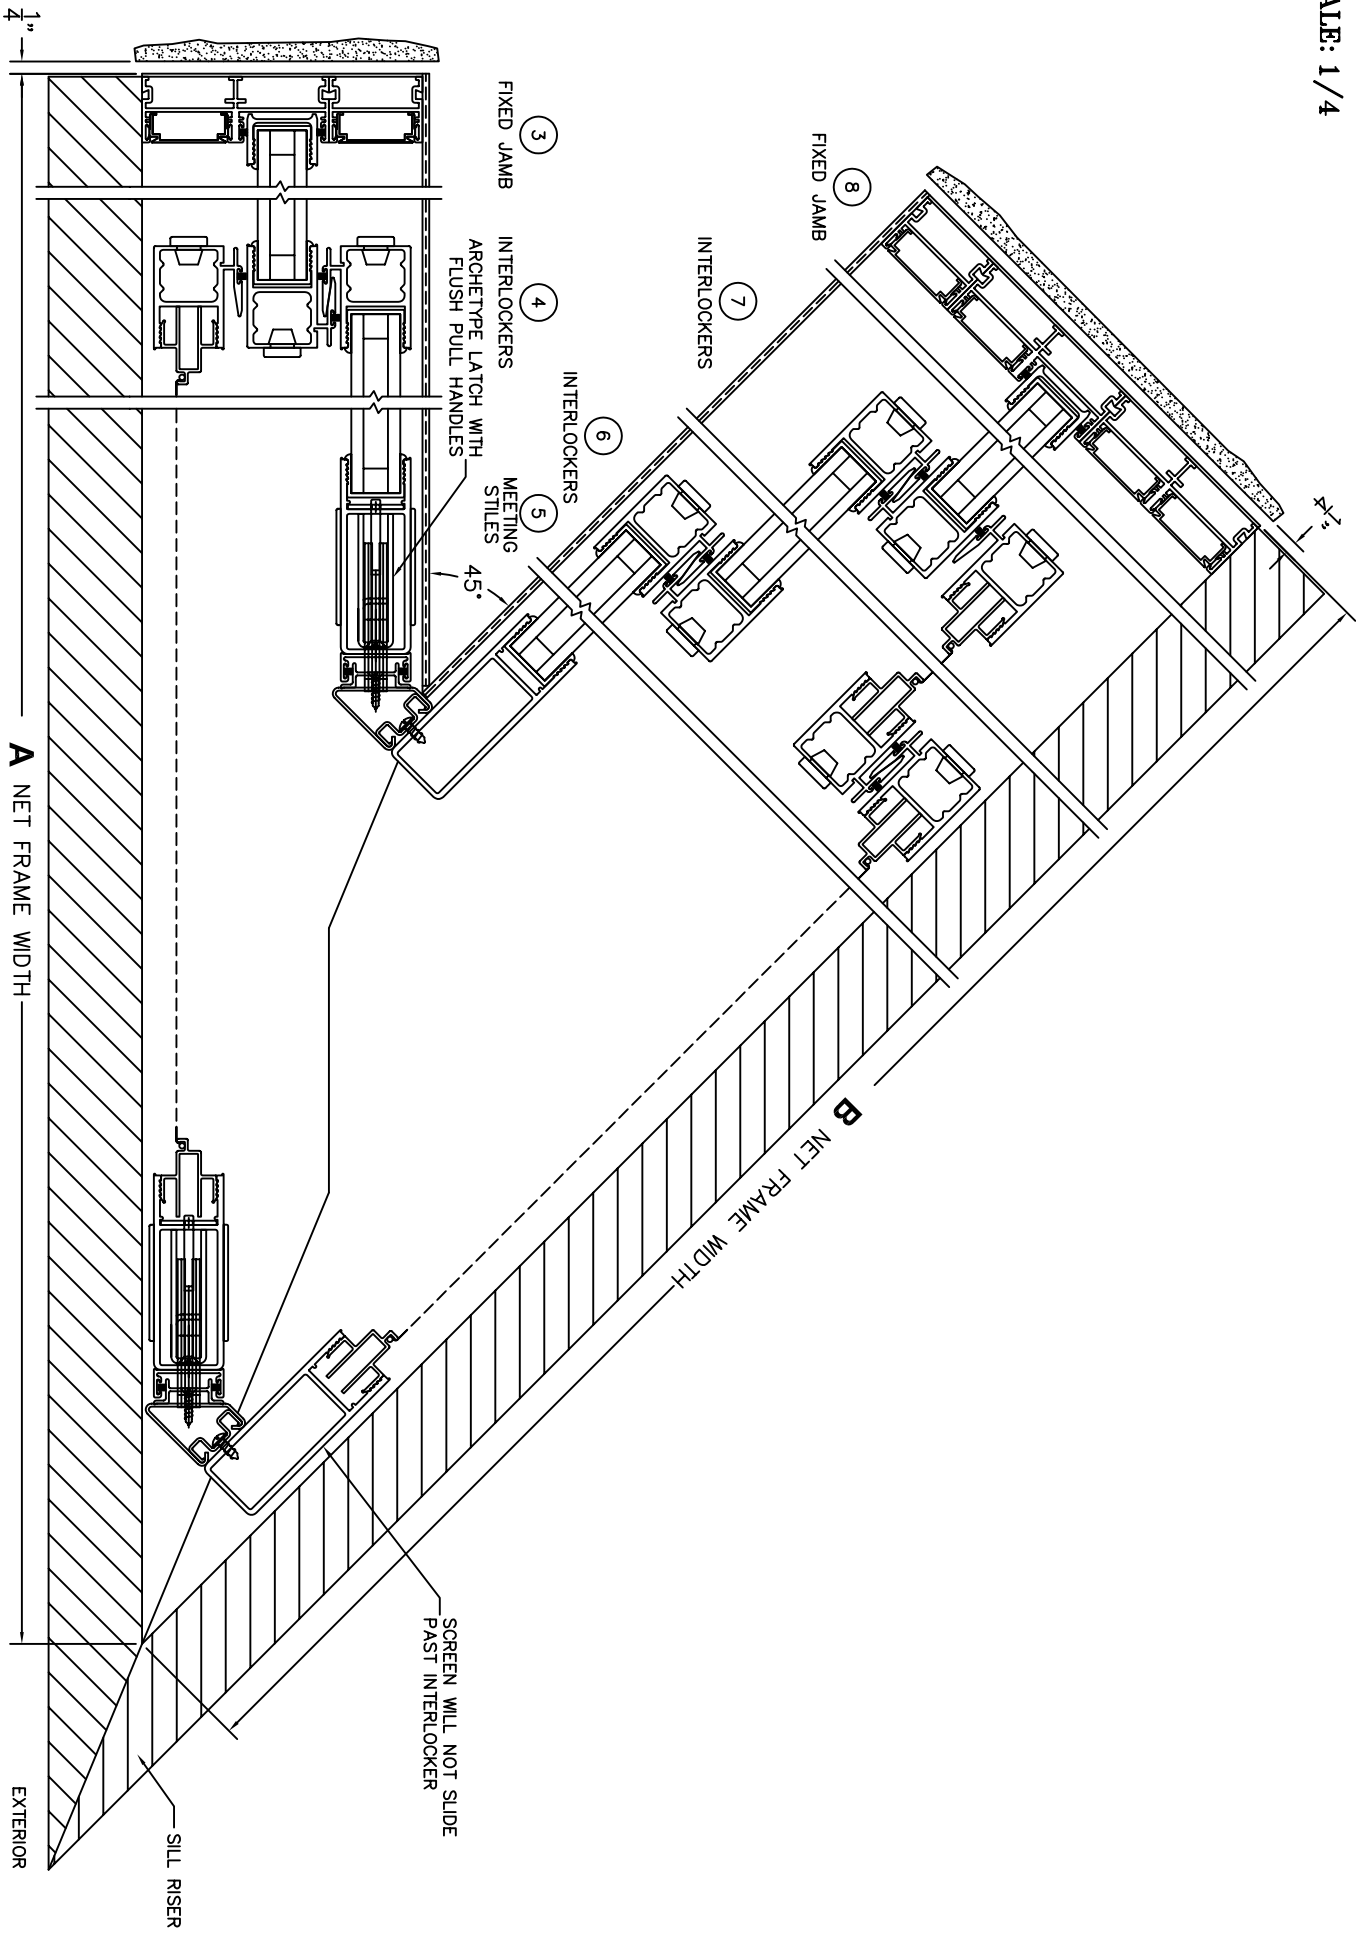 ALE: 1/4
1/4"
8
FIXED JAMB
7
INTERLOCKERS
6
INTERLOCKERS
5
MEETING
STILES
45°
3
FIXED JAMB
4
INTERLOCKERS
ARCHETYPE LATCH WITH
FLUSH PULL HANDLES
1/4"
A NET FRAME WIDTH
B NET FRAME WIDTH
SCREEN WILL NOT SLIDE
PAST INTERLOCKER
SILL RISER
EXTERIOR